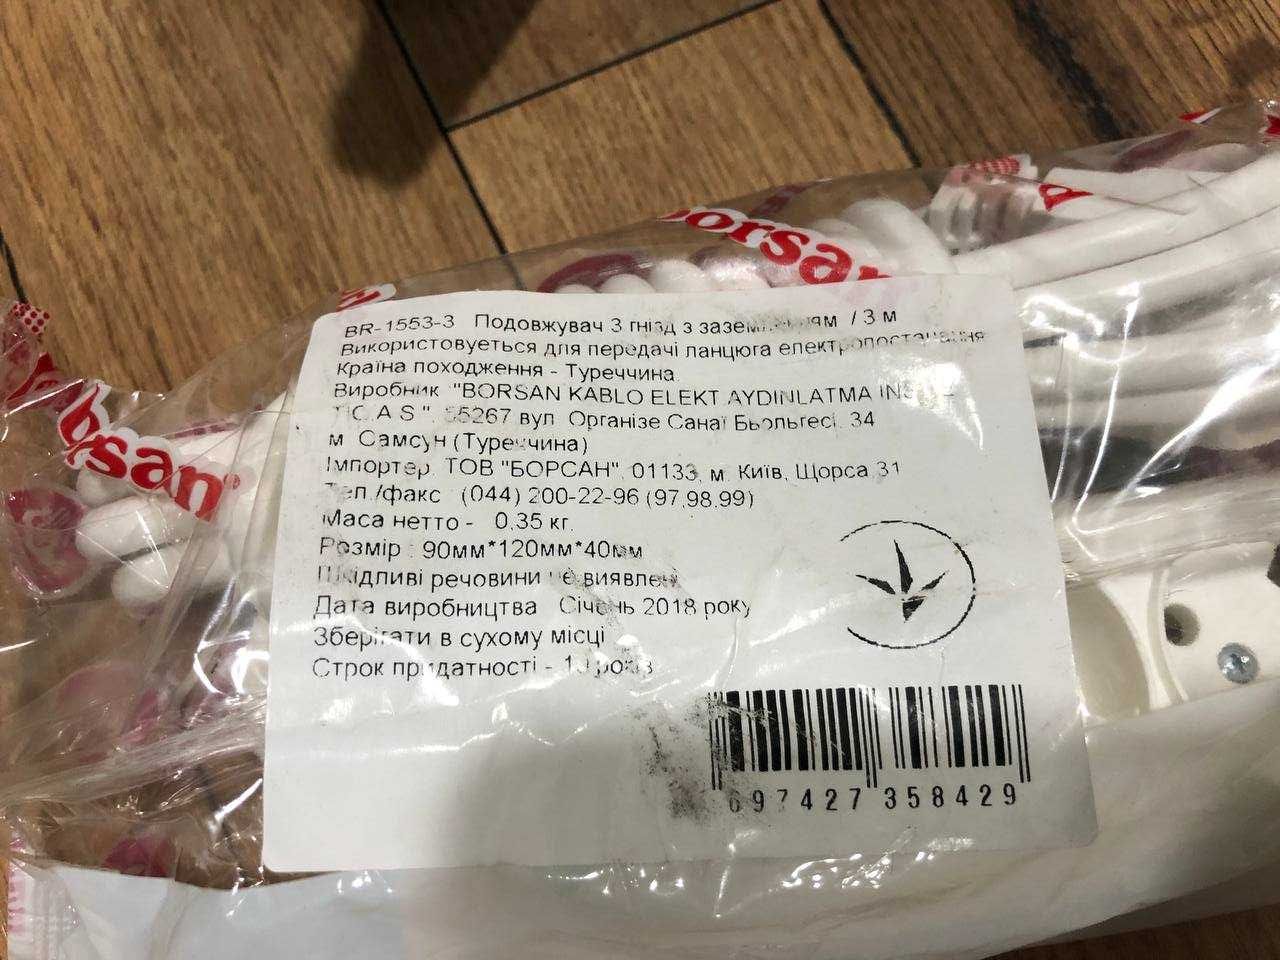 borsan
borsan
BR-1553-3 Подовжувач 3 гнізд з заземленням / 3 м
Використовуеться для передачі ланцюга електропостачання
Країна походження - Туреччина
Виробник "BORSAN KABLO ELEKT AYDINLATMA
TIC A S ", 55267 вул Організе Санаї Бьольгесі, 34
м Самсун (Туреччина)
Імпортер, ТОВ "БОРСАН", 01133, м. Київ, Щорса 31
Тел./факс (044) 200-22-96 (97,98,99)
Маса нетто - 0,35 кг.
Розмір : 90мм*120мм*40мм
Шкідливі речовини не виявлені
Дата виробництва Січень 2018 року
Зберігати в сухому місці
Строк придатності - 10 років
697427 358429